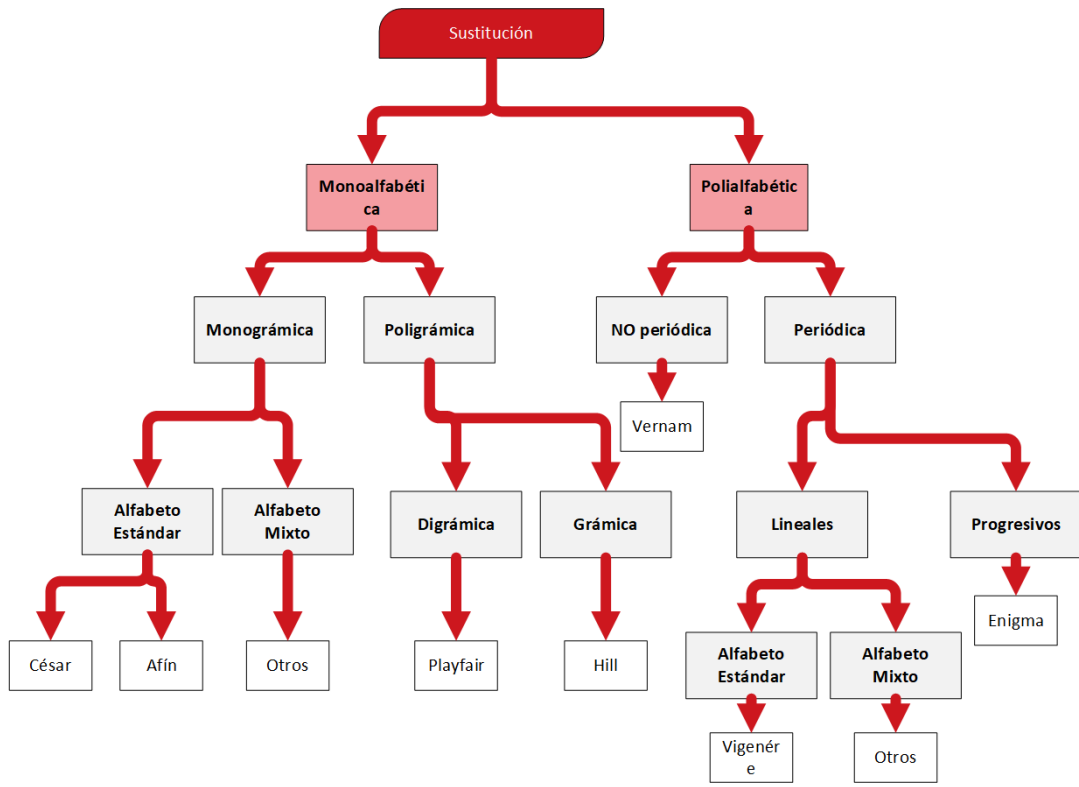 Sustitución
Monoalfabéti
ca
Polialfabétic
a
Monográmica
Poligrámica
NO periódica
Periódica
Vernam
Alfabeto
Estándar
Alfabeto
Mixto
Digrámica
Grámica
Lineales
Progresivos
César
Afín
Otros
Playfair
Hill
Alfabeto
Estándar
Alfabeto
Mixto
Enigma
Vigenér
e
Otros